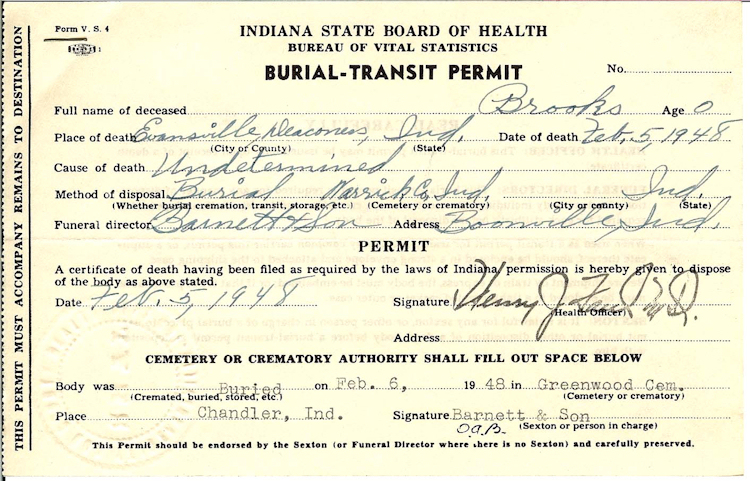 Form V. S. 4
INDIANA STATE BOARD OF HEALTH
BUREAU OF VITAL STATISTICS
BURIAL-TRANSIT PERMIT
No.
Full name of deceased Brooks Age 0
Place of death Evansville, Deaconess, Ind. Date of death Feb. 5, 1948
(City or County) (State)
Cause of death Undetermined
Method of disposal Burial Warrick Co. Ind. Ind.
(Whether burial cremation, transit, storage, etc.) (Cemetery or crematory) (City or county) (State)
Funeral director Barnett & Son Address Boonville, Ind.
PERMIT
A certificate of death having been filed as required by the laws of Indiana, permission is hereby given to dispose
of the body as above stated.
Date Feb. 5, 1948 Signature Henry J.
(Health Officer)
Address
CEMETERY OR CREMATORY AUTHORITY SHALL FILL OUT SPACE BELOW
Body was Buried on Feb. 6, 1948 in Greenwood Cem.
(Cremated, buried, stored, etc.) (Cemetery or crematory)
Place Chandler, Ind. Signature Barnett & Son
O.a.B. (Sexton or person in charge)
This Permit should be endorsed by the Sexton (or Funeral Director where there is no Sexton) and carefully preserved.
THIS PERMIT MUST ACCOMPANY REMAINS TO DESTINATION